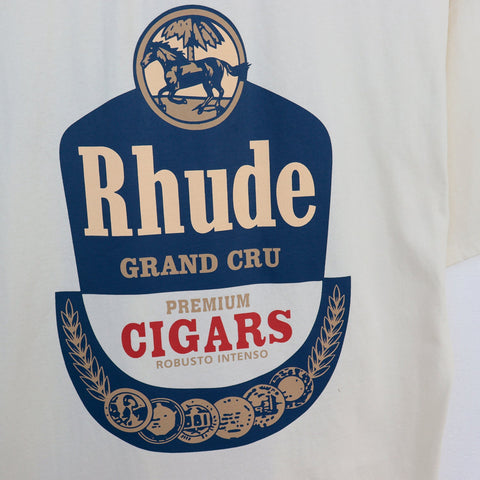 Rhude
GRAND CRU
PREMIUM
CIGARS
ROBUSTO INTENSO